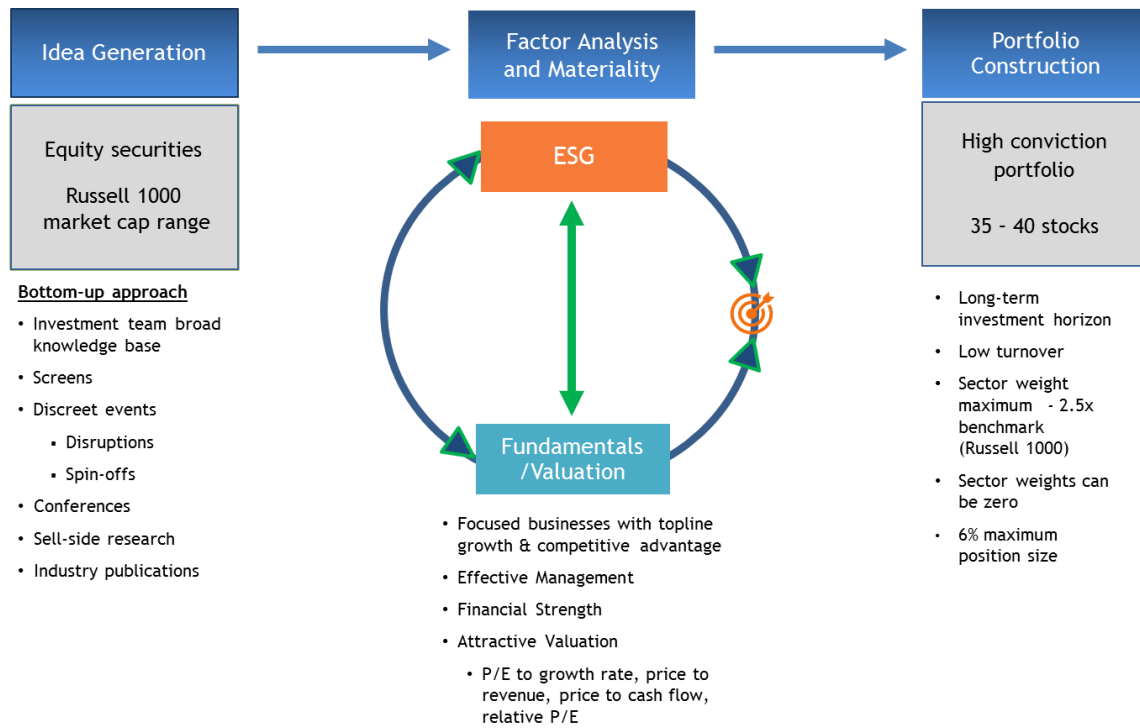 Idea Generation
Factor Analysis
and Materiality
Portfolio
Construction
Equity securities
Russell 1000
market cap range
Bottom-up approach
• Investment team broad
knowledge base
• Screens
• Discreet events
▪ Disruptions
▪ Spin-offs
• Conferences
• Sell-side research
• Industry publications
ESG
Fundamentals
/Valuation
• Focused businesses with topline
growth & competitive advantage
• Effective Management
• Financial Strength
• Attractive Valuation
• P/E to growth rate, price to
revenue, price to cash flow,
relative P/E
High conviction
portfolio
35 - 40 stocks
• Long-term
investment horizon
• Low turnover
• Sector weight
maximum - 2.5x
benchmark
(Russell 1000)
• Sector weights can
be zero
• 6% maximum
position size